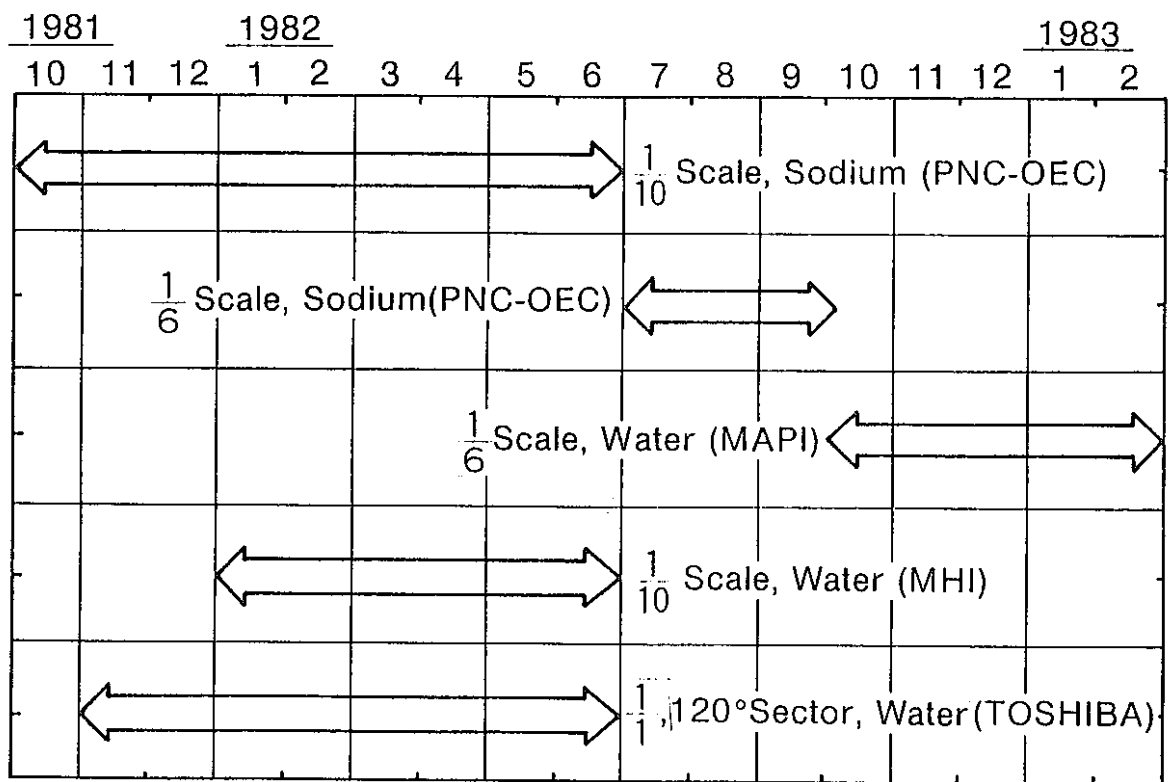 1981 1982 1983
10 11 12 1 2 3 4 5 6 7 8 9 10 11 12 1 2
1/10 Scale, Sodium (PNC-OEC)
1/6 Scale, Sodium(PNC-OEC)
1/6 Scale, Water (MAPI)
1/10 Scale, Water (MHI)
1/1, 120°Sector, Water(TOSHIBA)